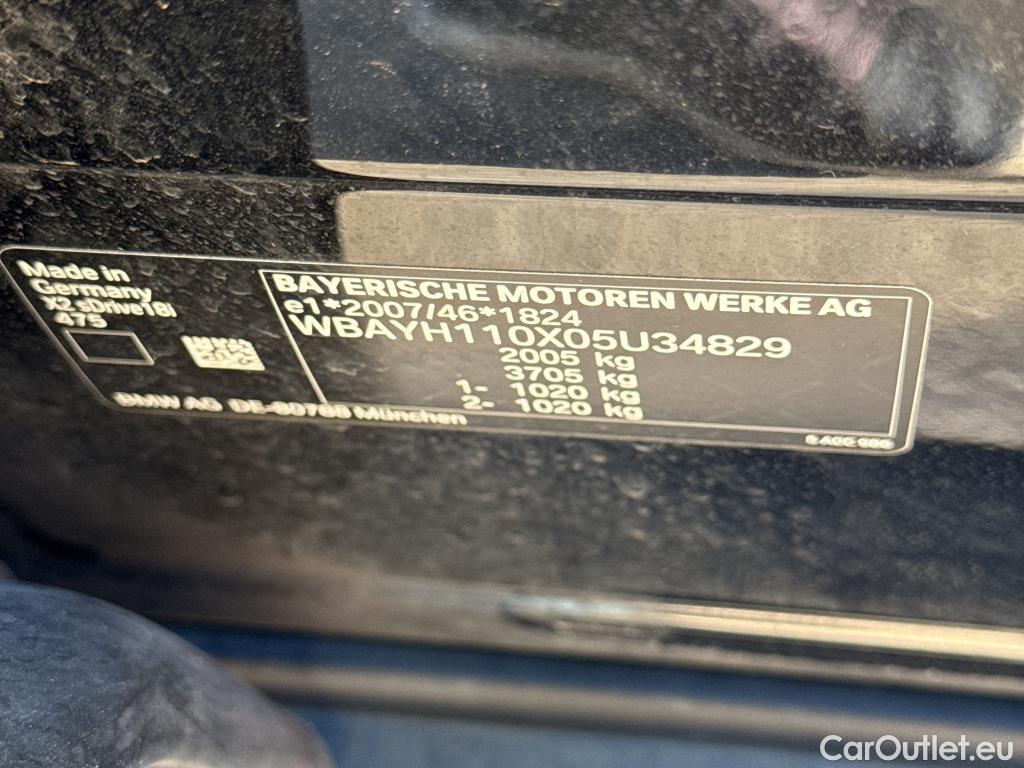 Made in
Germany
X2 sDrive18i
475
BAYERISCHE MOTOREN WERKE AG
e1*2007/46*1824
WBAYH110X05U34829
2005 kg
3705 kg
1- 1020 kg
2- 1020 kg
BMW AG DE-80788 München
CarOutlet.eu